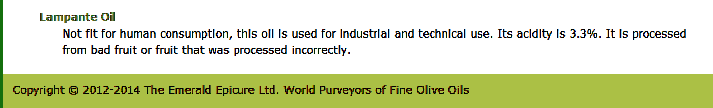 Lampante Oil
Not fit for human consumption, this oil is used for industrial and technical use. Its acidity is 3.3%. It is processed
from bad fruit or fruit that was processed incorrectly.
Copyright © 2012-2014 The Emerald Epicure Ltd. World Purveyors of Fine Olive Oils